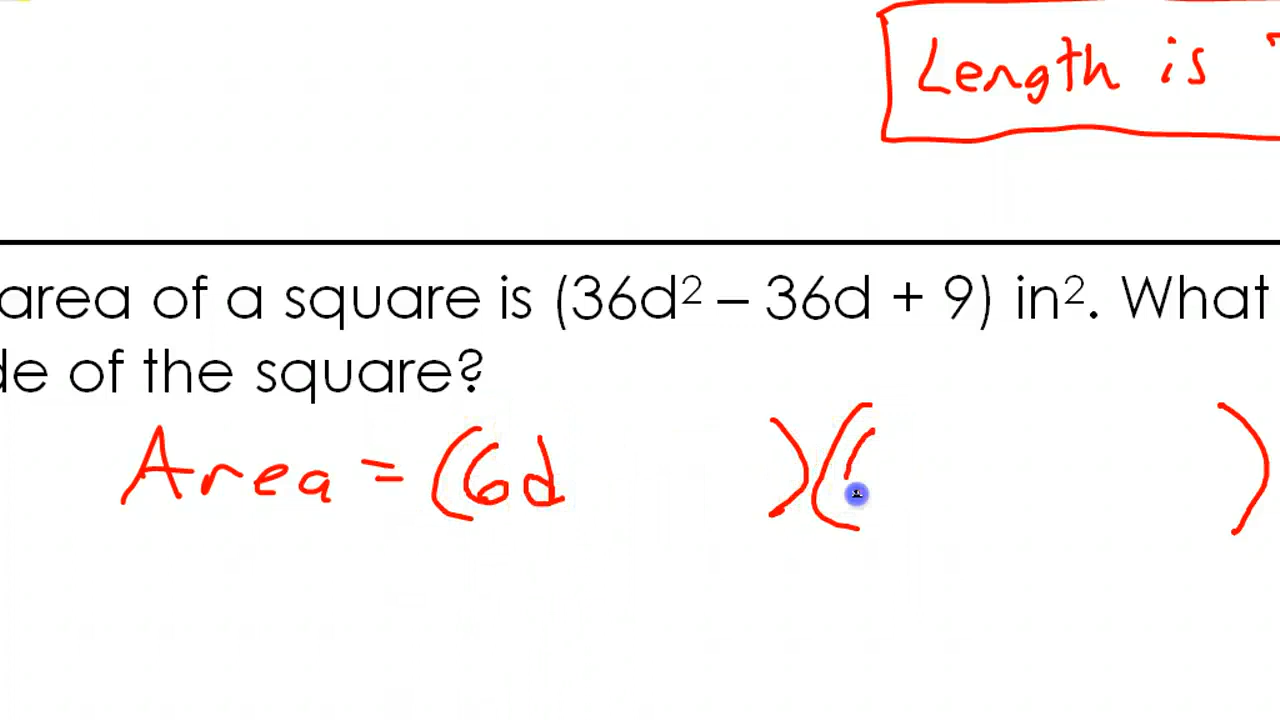 Length is
area of a square is (36d² – 36d + 9) in². What
de of the square?
Area = (6d )( )